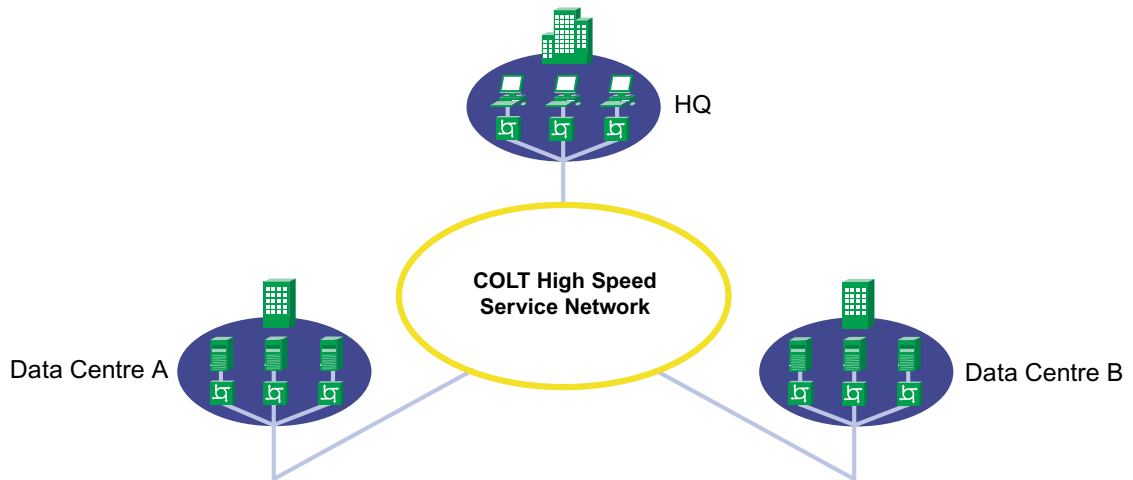 HQ
COLT High Speed
Service Network
Data Centre A
Data Centre B